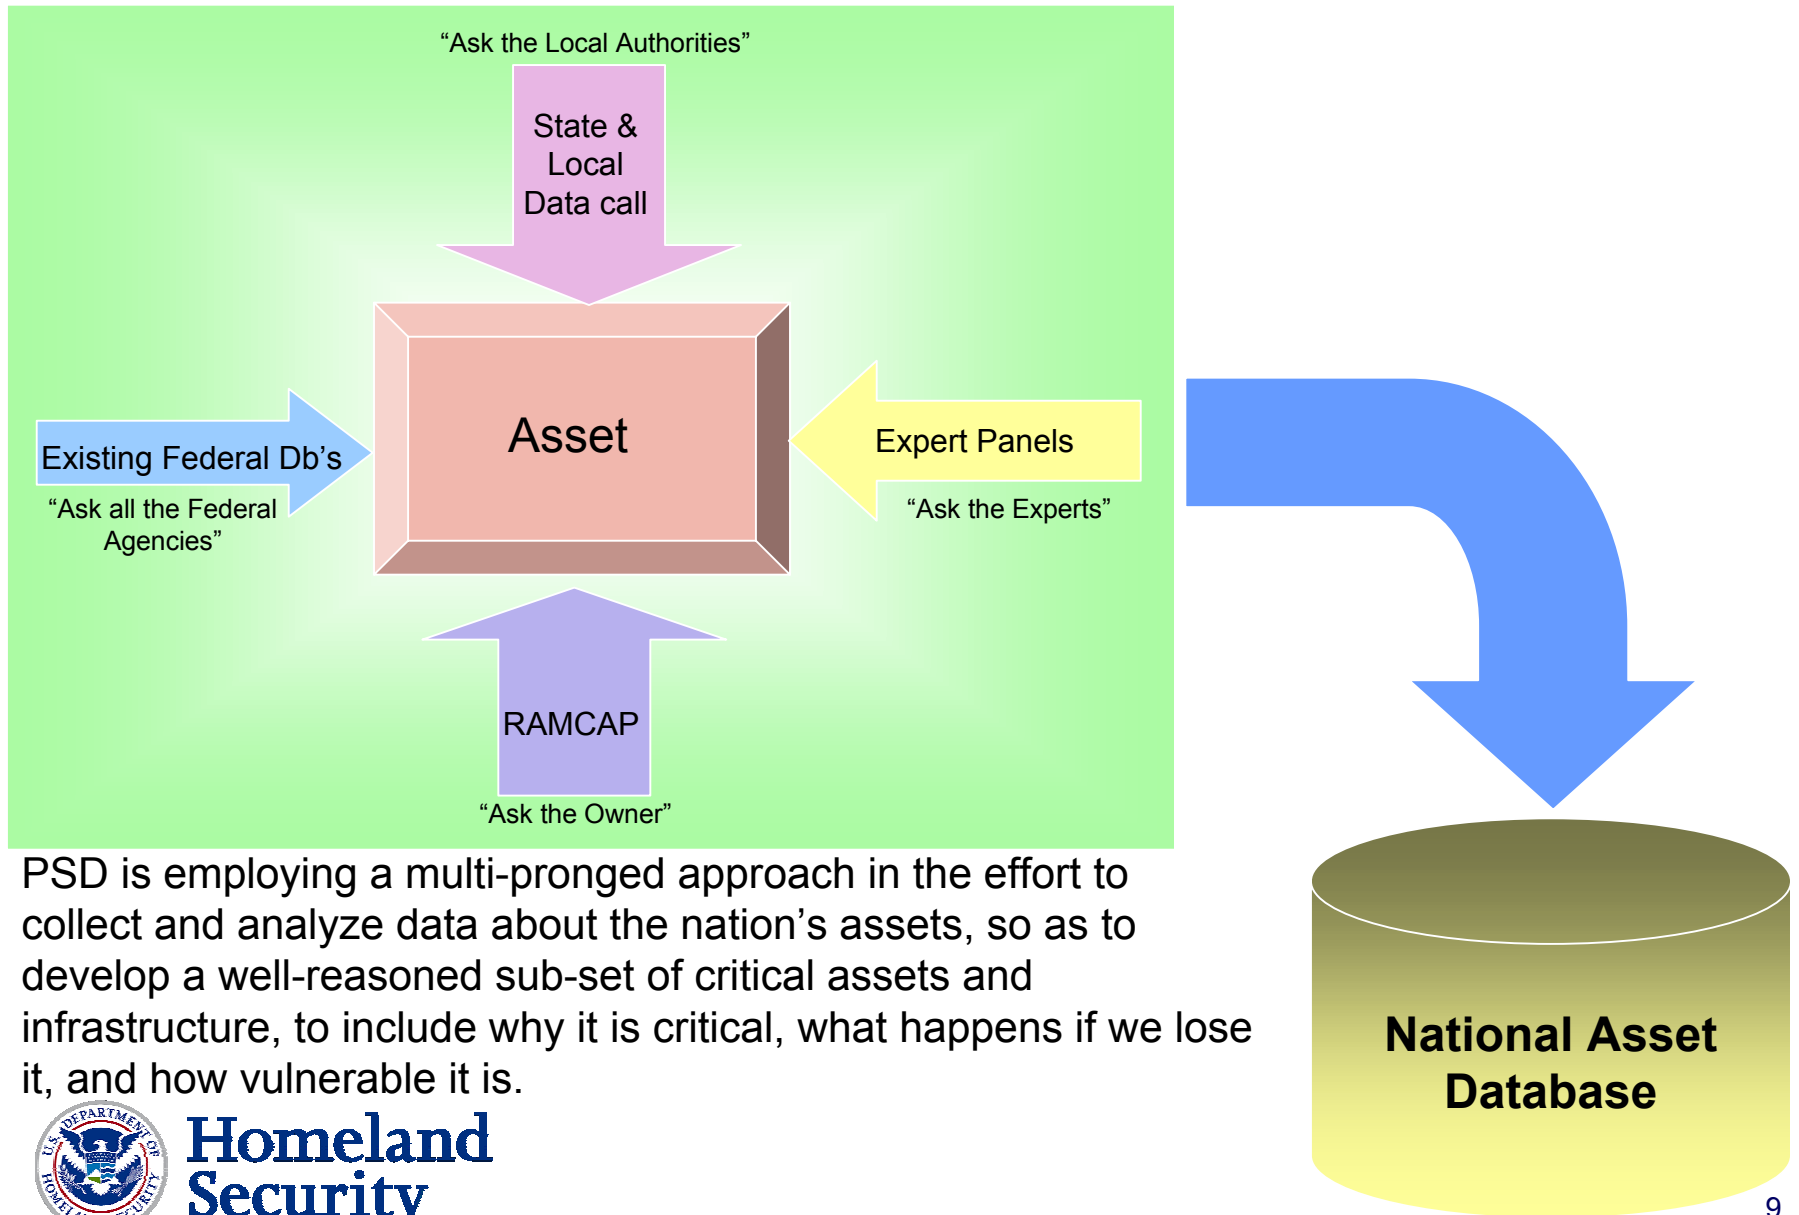 “Ask the Local Authorities”
State &
Local
Data call
Asset
Existing Federal Db’s
“Ask all the Federal
Agencies”
Expert Panels
“Ask the Experts”
RAMCAP
“Ask the Owner”
PSD is employing a multi-pronged approach in the effort to
collect and analyze data about the nation’s assets, so as to
develop a well-reasoned sub-set of critical assets and
infrastructure, to include why it is critical, what happens if we lose
it, and how vulnerable it is.
National Asset
Database
U.S. DEPARTMENT OF
HOMELAND SECURITY
Homeland
Security
9